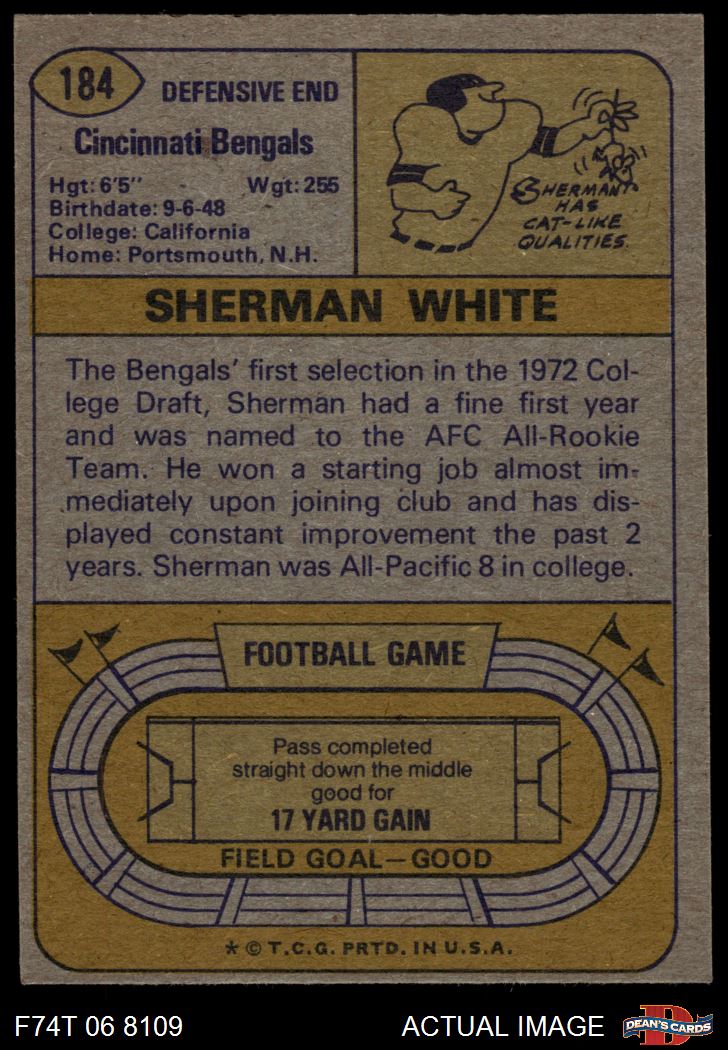 184
DEFENSIVE END
Cincinnati Bengals
Hgt: 6'5" Wgt: 255
Birthdate: 9-6-48
College: California
Home: Portsmouth, N.H.
SHERMAN
HAS
CAT-LIKE
QUALITIES.
SHERMAN WHITE
The Bengals' first selection in the 1972 Col-
lege Draft, Sherman had a fine first year
and was named to the AFC All-Rookie
Team. He won a starting job almost im-
mediately upon joining club and has dis-
played constant improvement the past 2
years. Sherman was All-Pacific 8 in college.
FOOTBALL GAME
Pass completed
straight down the middle
good for
17 YARD GAIN
FIELD GOAL—GOOD
* © T.C.G. PRTD. IN U.S.A.
F74T 06 8109 ACTUAL IMAGE
DEAN'S CARDS